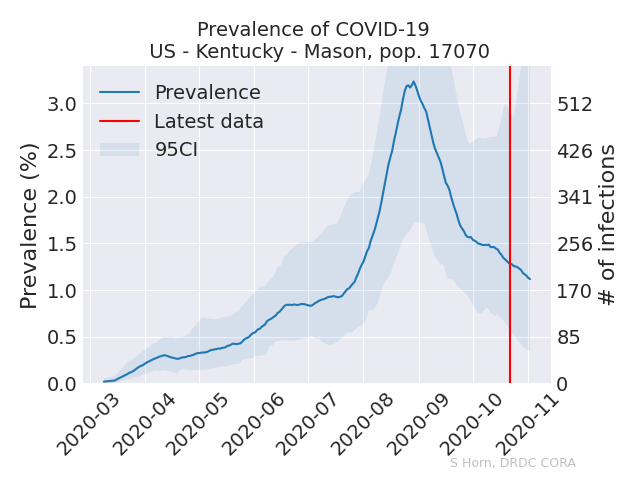 Prevalence of COVID-19
US - Kentucky - Mason, pop. 17070
Prevalence (%)
3.0
2.5
2.0
1.5
1.0
0.5
0.0
Prevalence
Latest data
95CI
512
426
341
256
170
85
0
# of infections
2020-03
2020-04
2020-05
2020-06
2020-07
2020-08
2020-09
2020-10
2020-11
S Horn, DRDC CORA